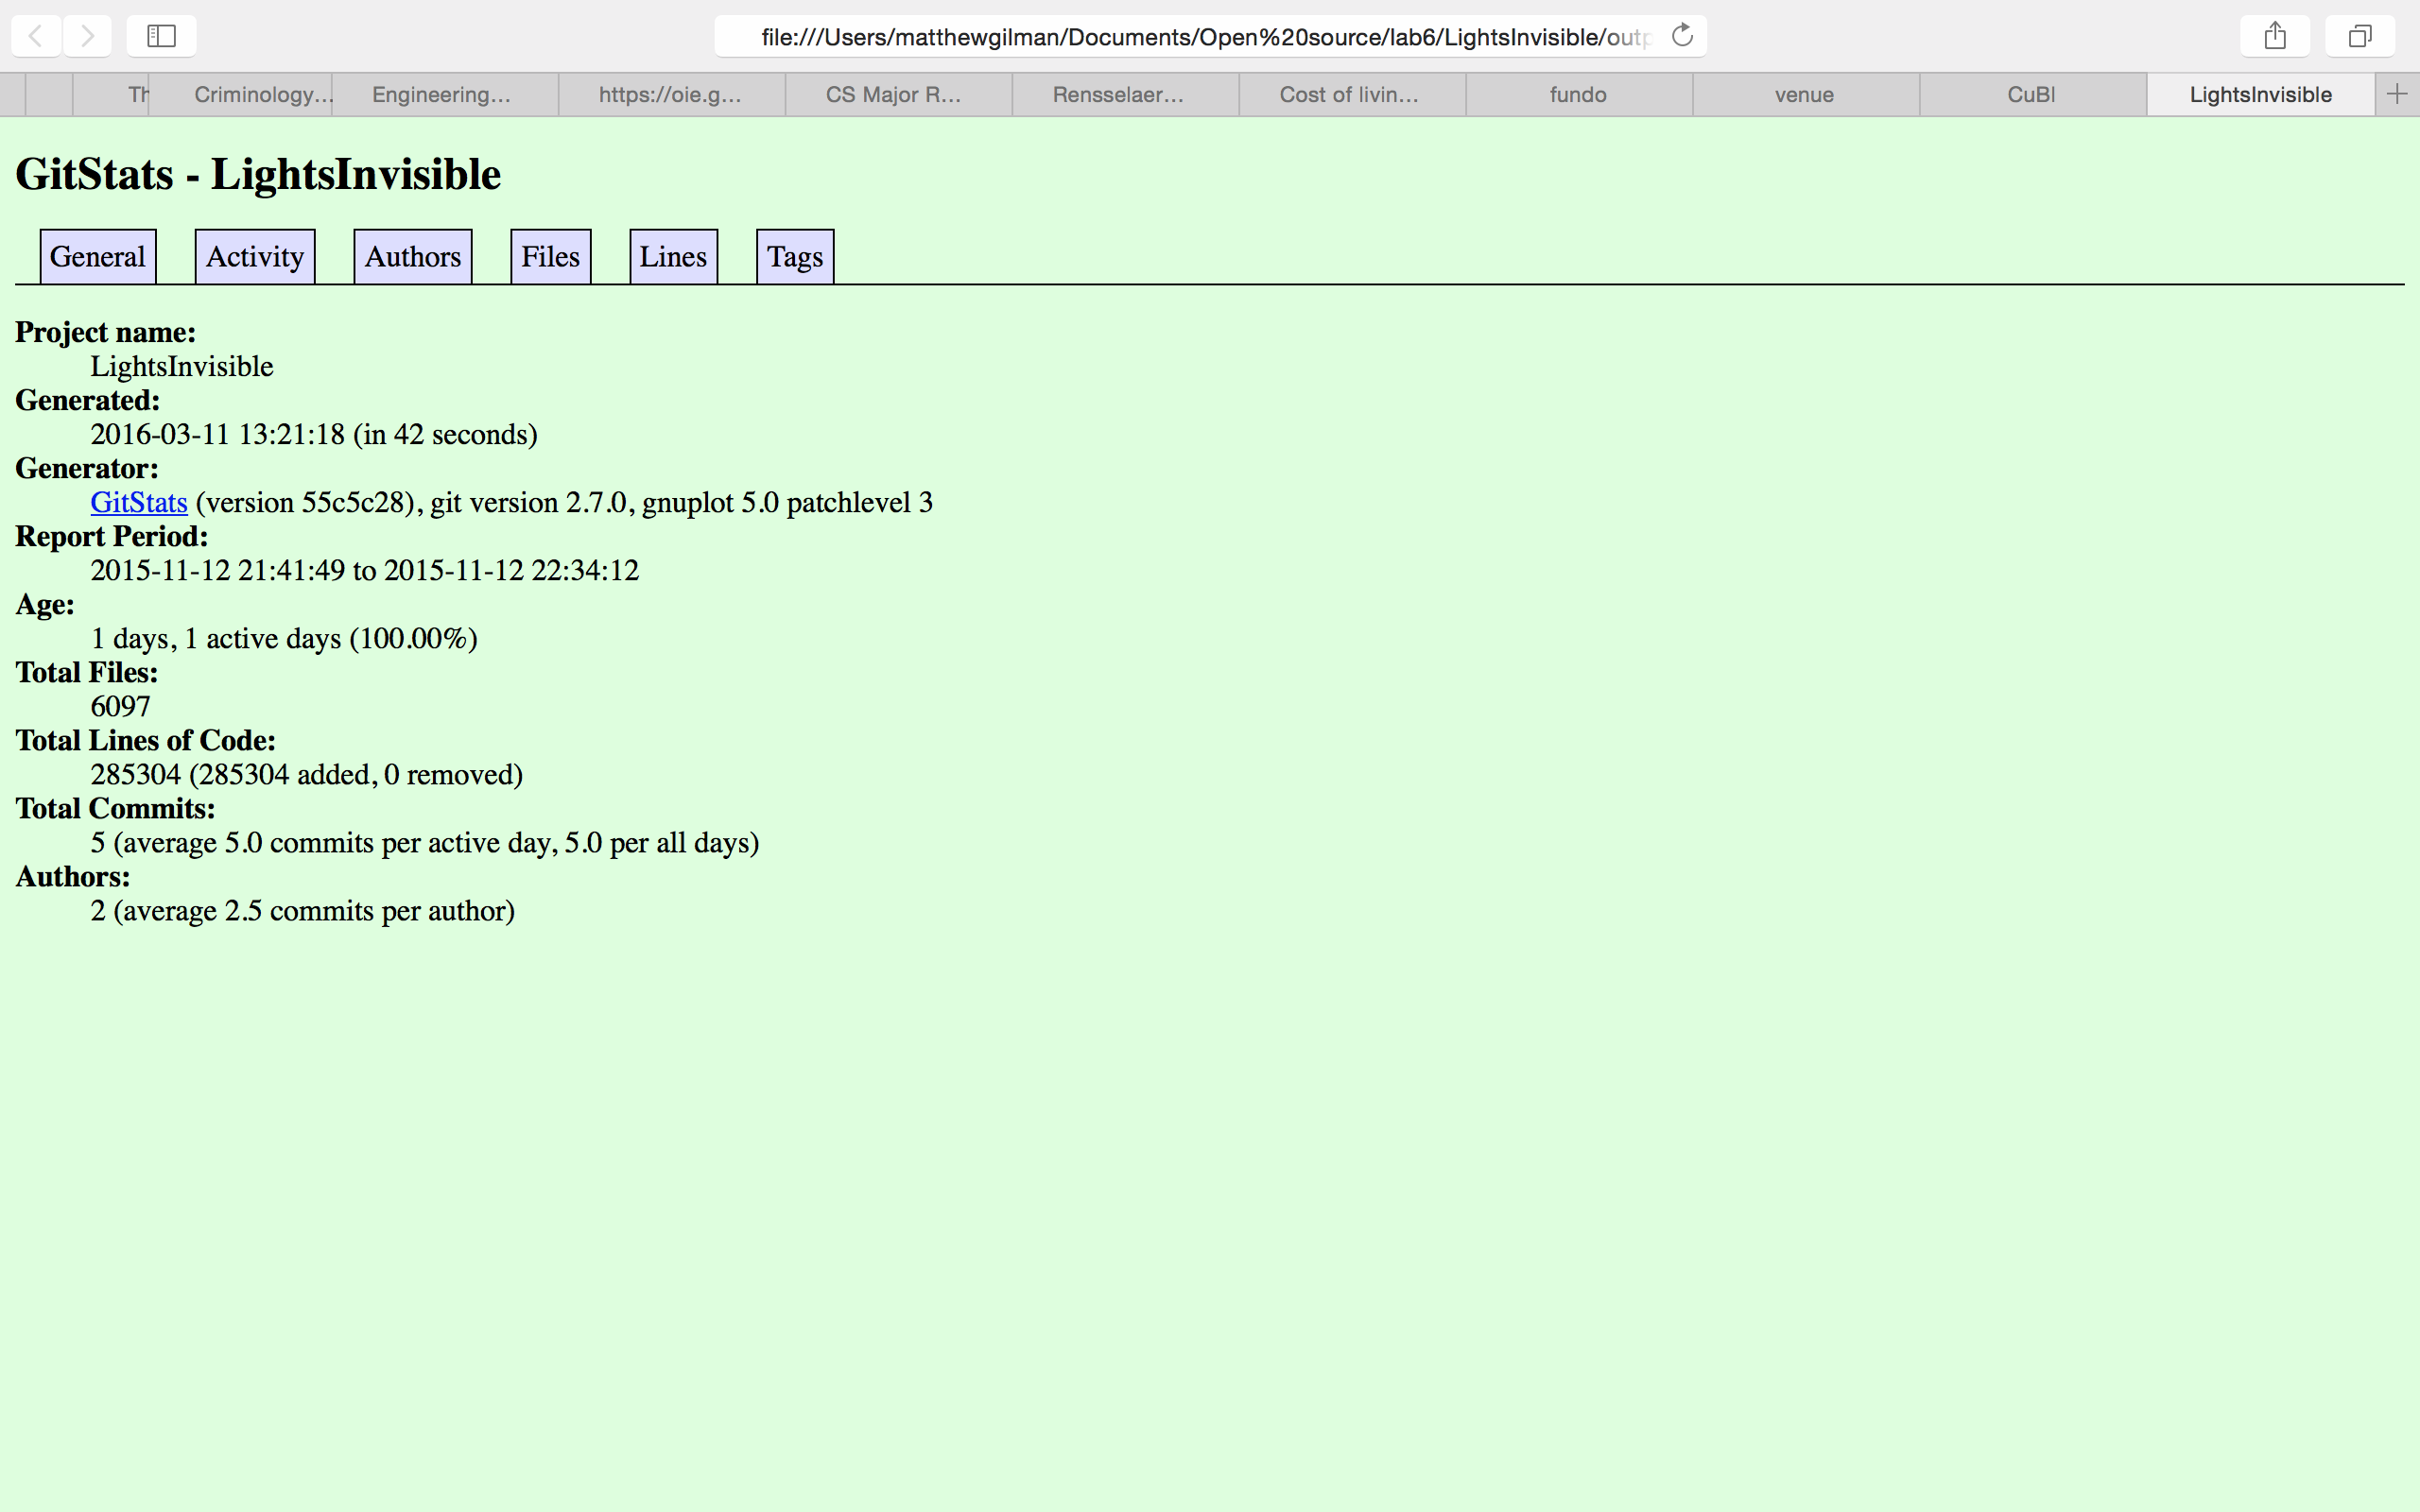 file:///Users/matthewgilman/Documents/Open%20source/lab6/LightsInvisible/outp
Th Criminology... Engineering... https://oie.g... CS Major R... Rensselaer... Cost of livin... fundo venue CuBI LightsInvisible
GitStats - LightsInvisible
General Activity Authors Files Lines Tags
Project name:
LightsInvisible
Generated:
2016-03-11 13:21:18 (in 42 seconds)
Generator:
GitStats (version 55c5c28), git version 2.7.0, gnuplot 5.0 patchlevel 3
Report Period:
2015-11-12 21:41:49 to 2015-11-12 22:34:12
Age:
1 days, 1 active days (100.00%)
Total Files:
6097
Total Lines of Code:
285304 (285304 added, 0 removed)
Total Commits:
5 (average 5.0 commits per active day, 5.0 per all days)
Authors:
2 (average 2.5 commits per author)